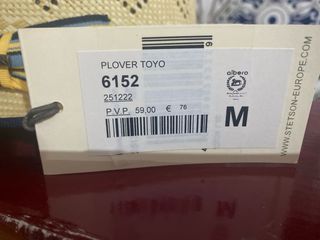 PLOVER TOYO
6152
251222
P.V.P. 59,00 € 76
albero
M
WWW.STETSON-EUROPE.COM